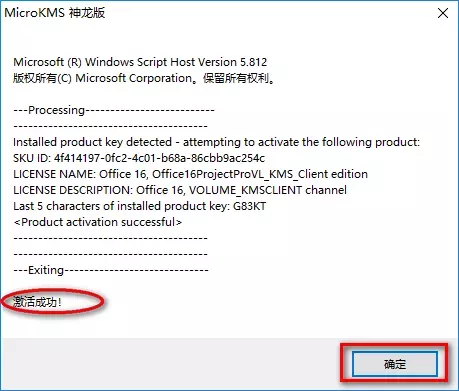 MicroKMS 神龙版
Microsoft (R) Windows Script Host Version 5.812
版权所有(C) Microsoft Corporation。保留所有权利。
---Processing--------------------------
---------------------------------------
Installed product key detected - attempting to activate the following product:
SKU ID: 4f414197-0fc2-4c01-b68a-86cbb9ac254c
LICENSE NAME: Office 16, Office16ProjectProVL_KMS_Client edition
LICENSE DESCRIPTION: Office 16, VOLUME_KMSCLIENT channel
Last 5 characters of installed product key: G83KT
<Product activation successful>
---------------------------------------
---------------------------------------
---Exiting-----------------------------
激活成功!
确定